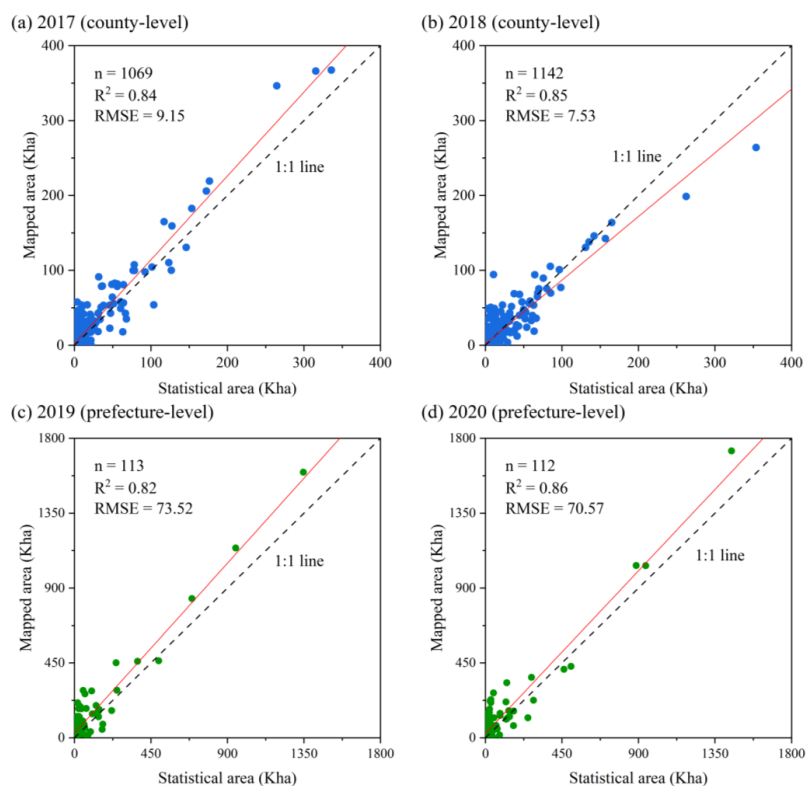 (a) 2017 (county-level)
400
300
200
100
0
Mapped area (Kha)
n = 1069
R² = 0.84
RMSE = 9.15
1:1 line
0 100 200 300 400
Statistical area (Kha)
(b) 2018 (county-level)
400
300
200
100
0
Mapped area (Kha)
n = 1142
R² = 0.85
RMSE = 7.53
1:1 line
0 100 200 300 400
Statistical area (Kha)
(c) 2019 (prefecture-level)
1800
1350
900
450
0
Mapped area (Kha)
n = 113
R² = 0.82
RMSE = 73.52
1:1 line
0 450 900 1350 1800
Statistical area (Kha)
(d) 2020 (prefecture-level)
1800
1350
900
450
0
Mapped area (Kha)
n = 112
R² = 0.86
RMSE = 70.57
1:1 line
0 450 900 1350 1800
Statistical area (Kha)